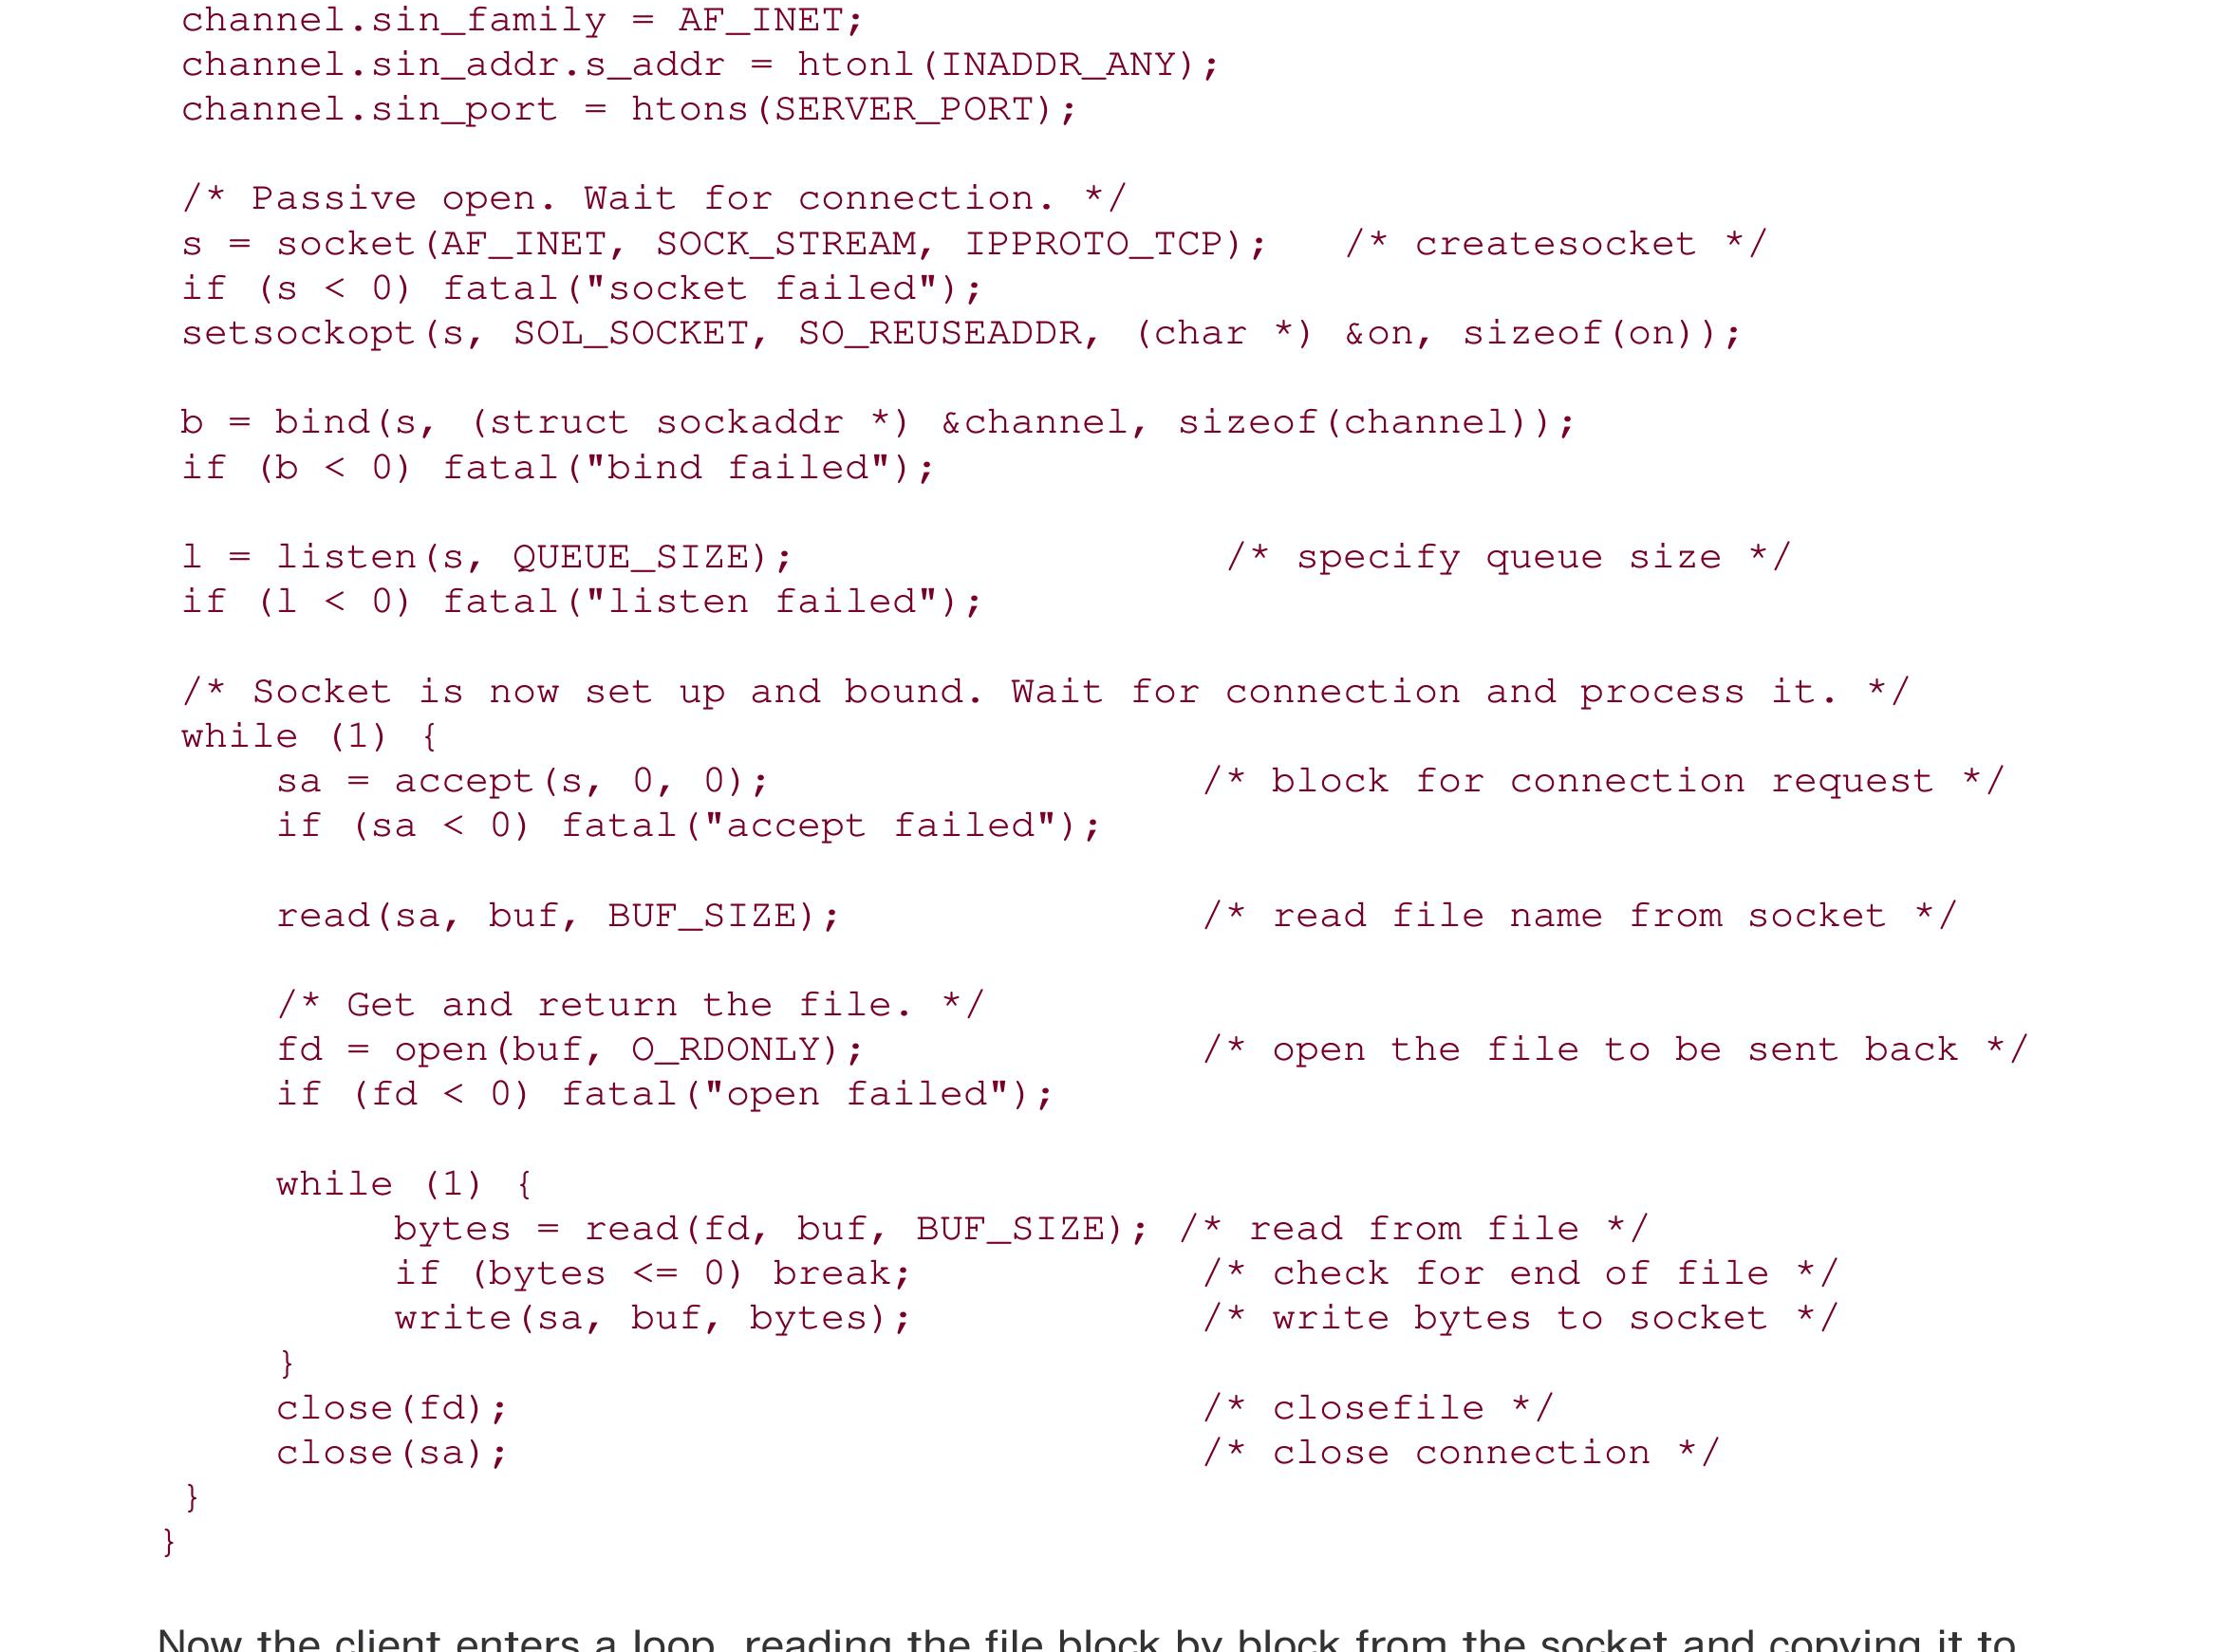 channel.sin_family = AF_INET;
channel.sin_addr.s_addr = htonl(INADDR_ANY);
channel.sin_port = htons(SERVER_PORT);
/* Passive open. Wait for connection. */
s = socket(AF_INET, SOCK_STREAM, IPPROTO_TCP);   /* createsocket */
if (s < 0) fatal("socket failed");
setsockopt(s, SOL_SOCKET, SO_REUSEADDR, (char *) &on, sizeof(on));
b = bind(s, (struct sockaddr *) &channel, sizeof(channel));
if (b < 0) fatal("bind failed");
l = listen(s, QUEUE_SIZE);                  /* specify queue size */
if (l < 0) fatal("listen failed");
/* Socket is now set up and bound. Wait for connection and process it. */
while (1) {
    sa = accept(s, 0, 0);                  /* block for connection request */
    if (sa < 0) fatal("accept failed");
    read(sa, buf, BUF_SIZE);               /* read file name from socket */
    /* Get and return the file. */
    fd = open(buf, O_RDONLY);              /* open the file to be sent back */
    if (fd < 0) fatal("open failed");
    while (1) {
         bytes = read(fd, buf, BUF_SIZE); /* read from file */
         if (bytes <= 0) break;            /* check for end of file */
         write(sa, buf, bytes);            /* write bytes to socket */
    }
    close(fd);                             /* closefile */
    close(sa);                             /* close connection */
}
}
Now the client enters a loop, reading the file block by block from the socket and copying it to